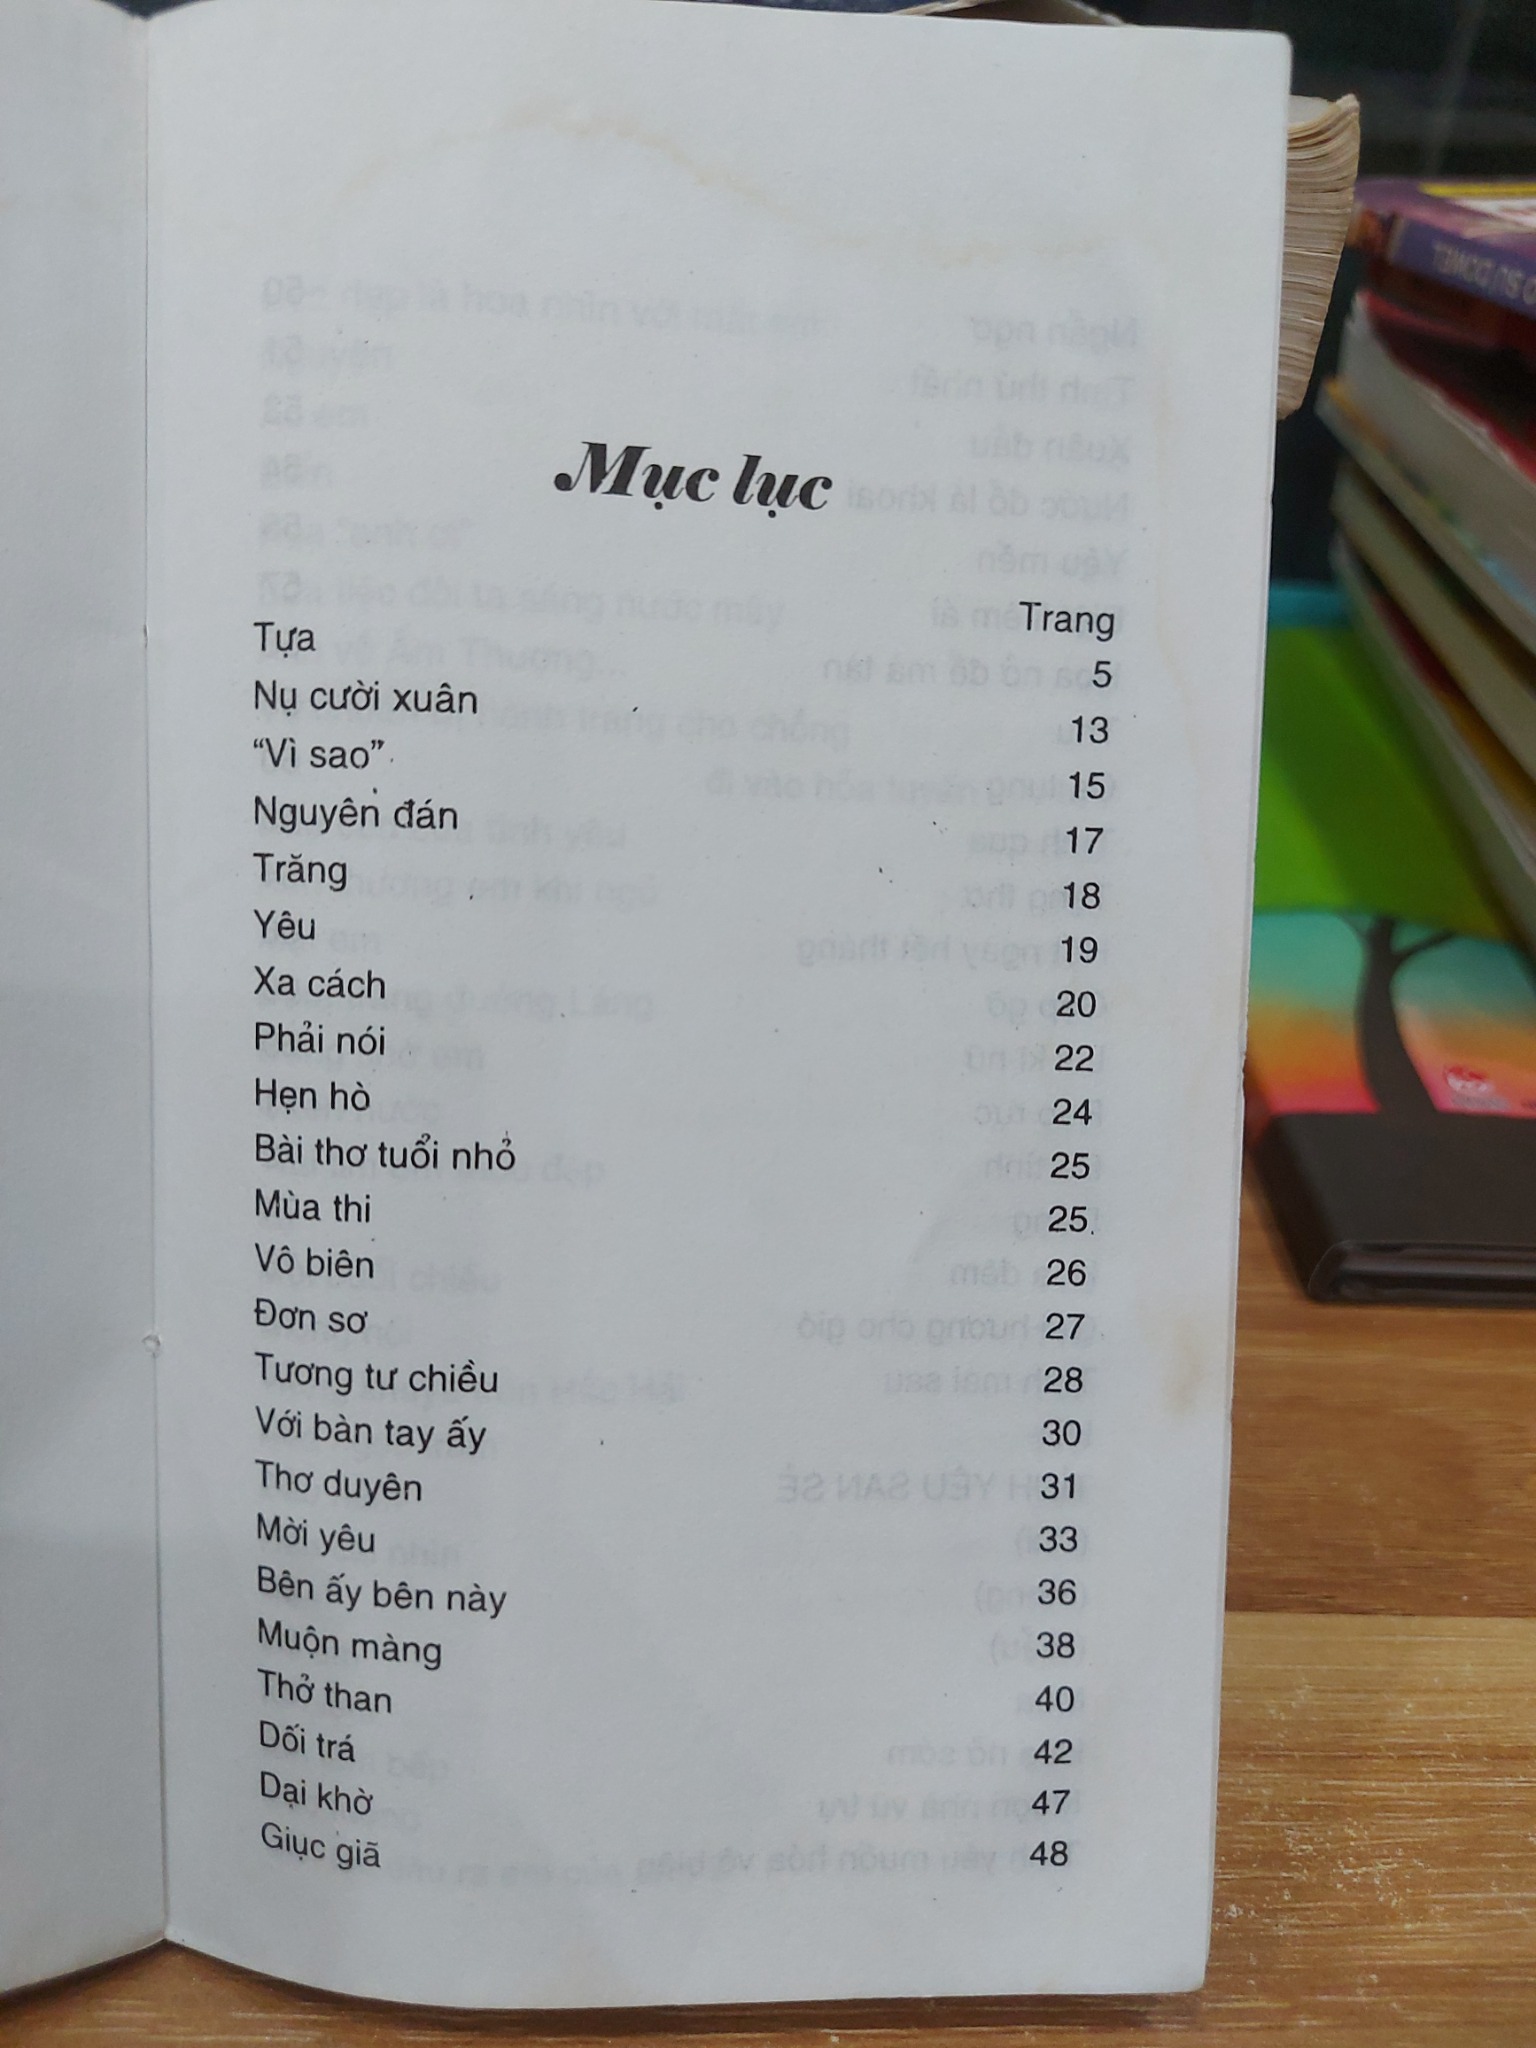 Mục lục
Trang
Tựa 5
Nụ cười xuân 13
“Vì sao” 15
Nguyên đán 17
Trăng 18
Yêu 19
Xa cách 20
Phải nói 22
Hẹn hò 24
Bài thơ tuổi nhỏ 25
Mùa thi 25
Vô biên 26
Đơn sơ 27
Tương tư chiều 28
Với bàn tay ấy 30
Thơ duyên 31
Mời yêu 33
Bên ấy bên này 36
Muộn màng 38
Thở than 40
Dối trá 42
Dại khờ 47
Giục giã 48